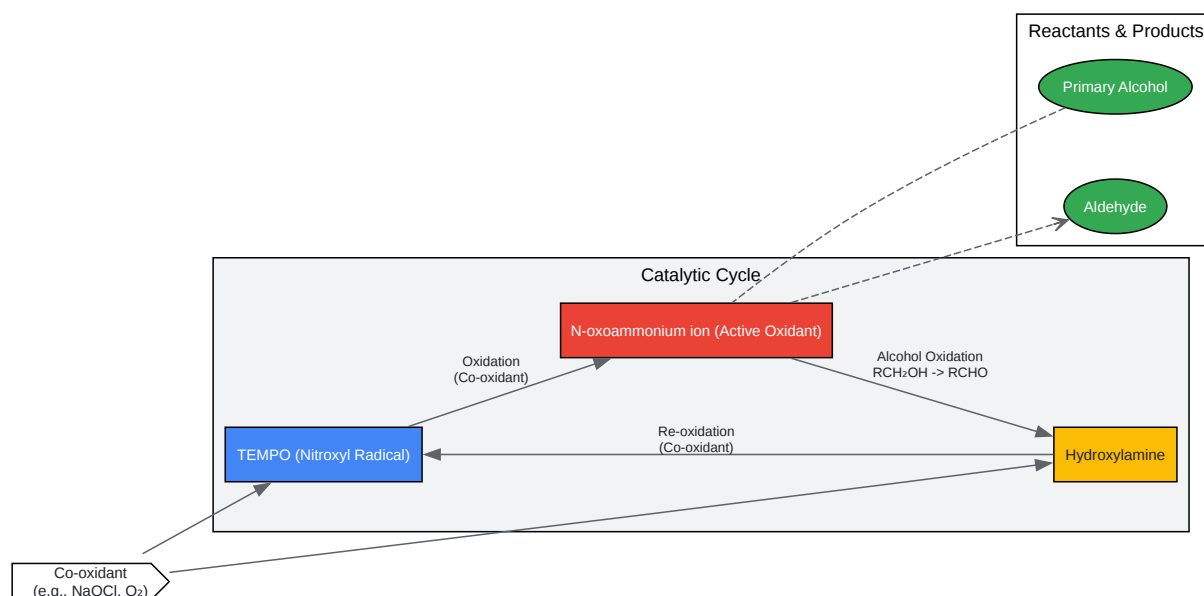 Reactants & Products
Primary Alcohol
Aldehyde
Catalytic Cycle
N-oxoammonium ion (Active Oxidant)
Oxidation
(Co-oxidant)
Alcohol Oxidation
RCH₂OH -> RCHO
Re-oxidation
(Co-oxidant)
TEMPO (Nitroxyl Radical)
Hydroxylamine
Co-oxidant
(e.g., NaOCl, O₂)